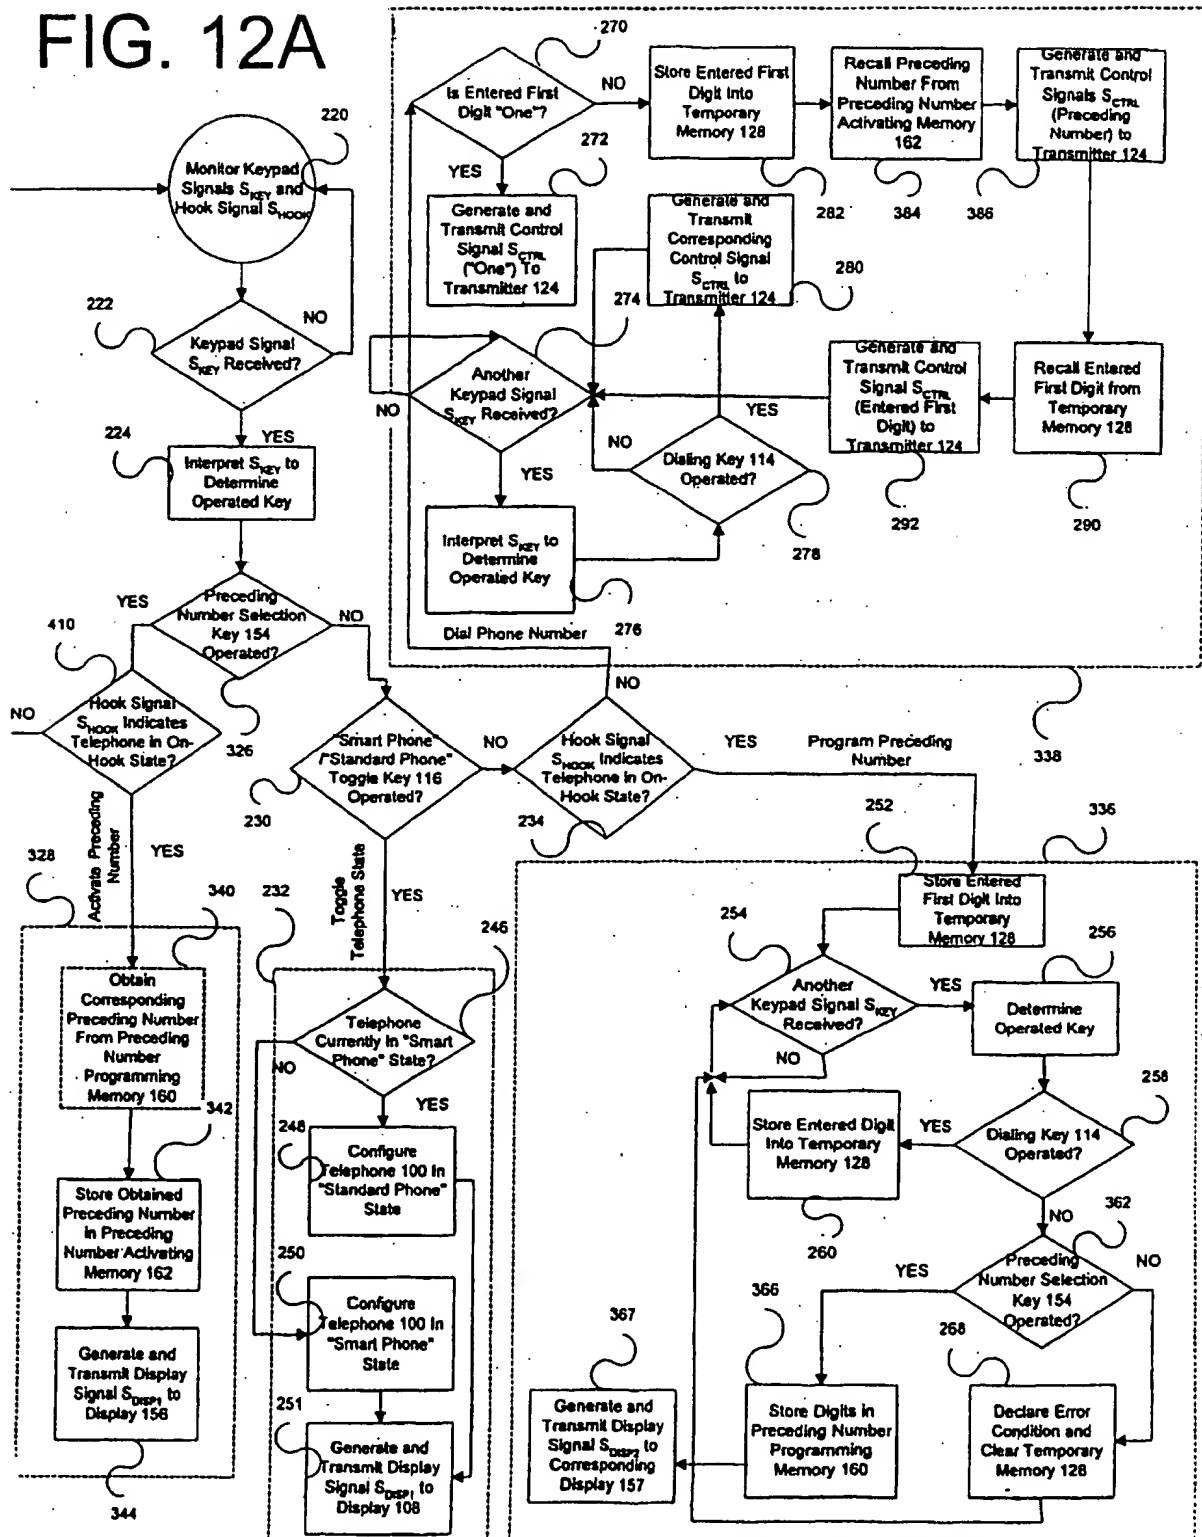 FIG. 12A
220
Monitor Keypad
Signals S_KEY and
Hook Signal S_HOOK
222
NO
Keypad Signal
S_KEY Received?
224
YES
Interpret S_KEY to
Determine
Operated Key
YES
Preceding
Number Selection
Key 154
Operated?
NO
326
410
NO
Hook Signal
S_HOOK Indicates
Telephone in On-
Hook State?
Activate Preceding
Number
YES
328
340
Obtain
Corresponding
Preceding Number
From Preceding
Number
Programming
Memory 160
342
Store Obtained
Preceding Number
in Preceding
Number Activating
Memory 162
Generate and
Transmit Display
Signal S_DISP1 to
Display 156
344
"Smart Phone"
/"Standard Phone"
Toggle Key 116
Operated?
NO
230
Toggle
Telephone State
YES
232
246
Telephone
Currently In "Smart
Phone" State?
NO
YES
248
Configure
Telephone 100 In
"Standard Phone"
State
250
Configure
Telephone 100 In
"Smart Phone"
State
251
Generate and
Transmit Display
Signal S_DISP1 to
Display 108
Hook Signal
S_HOOK Indicates
Telephone in On-
Hook State?
234
NO
Dial Phone Number
YES
Program Preceding
Number
338
270
Is Entered First
Digit "One"?
NO
YES
272
Generate and
Transmit Control
Signal S_CTRL
("One") To
Transmitter 124
Store Entered First
Digit Into
Temporary
Memory 128
282
Recall Preceding
Number From
Preceding Number
Activating Memory
162
384
Generate and
Transmit Control
Signals S_CTRL
(Preceding
Number) to
Transmitter 124
386
Generate and
Transmit
Corresponding
Control Signal
S_CTRL to
Transmitter 124
280
274
Another
Keypad Signal
S_KEY Received?
NO
YES
Interpret S_KEY to
Determine
Operated Key
276
NO
YES
Dialing Key 114
Operated?
278
Generate and
Transmit Control
Signal S_CTRL
(Entered First
Digit) to
Transmitter 124
292
Recall Entered
First Digit from
Temporary
Memory 128
290
252
336
Store Entered
First Digit Into
Temporary
Memory 128
254
Another
Keypad Signal S_KEY
Received?
YES
NO
256
Determine
Operated Key
258
Dialing Key 114
Operated?
YES
NO
Store Entered Digit
Into Temporary
Memory 128
260
362
Preceding
Number Selection
Key 154
Operated?
YES
NO
366
Store Digits in
Preceding Number
Programming
Memory 160
367
Generate and
Transmit Display
Signal S_DISP2 to
Corresponding
Display 157
268
Declare Error
Condition and
Clear Temporary
Memory 128